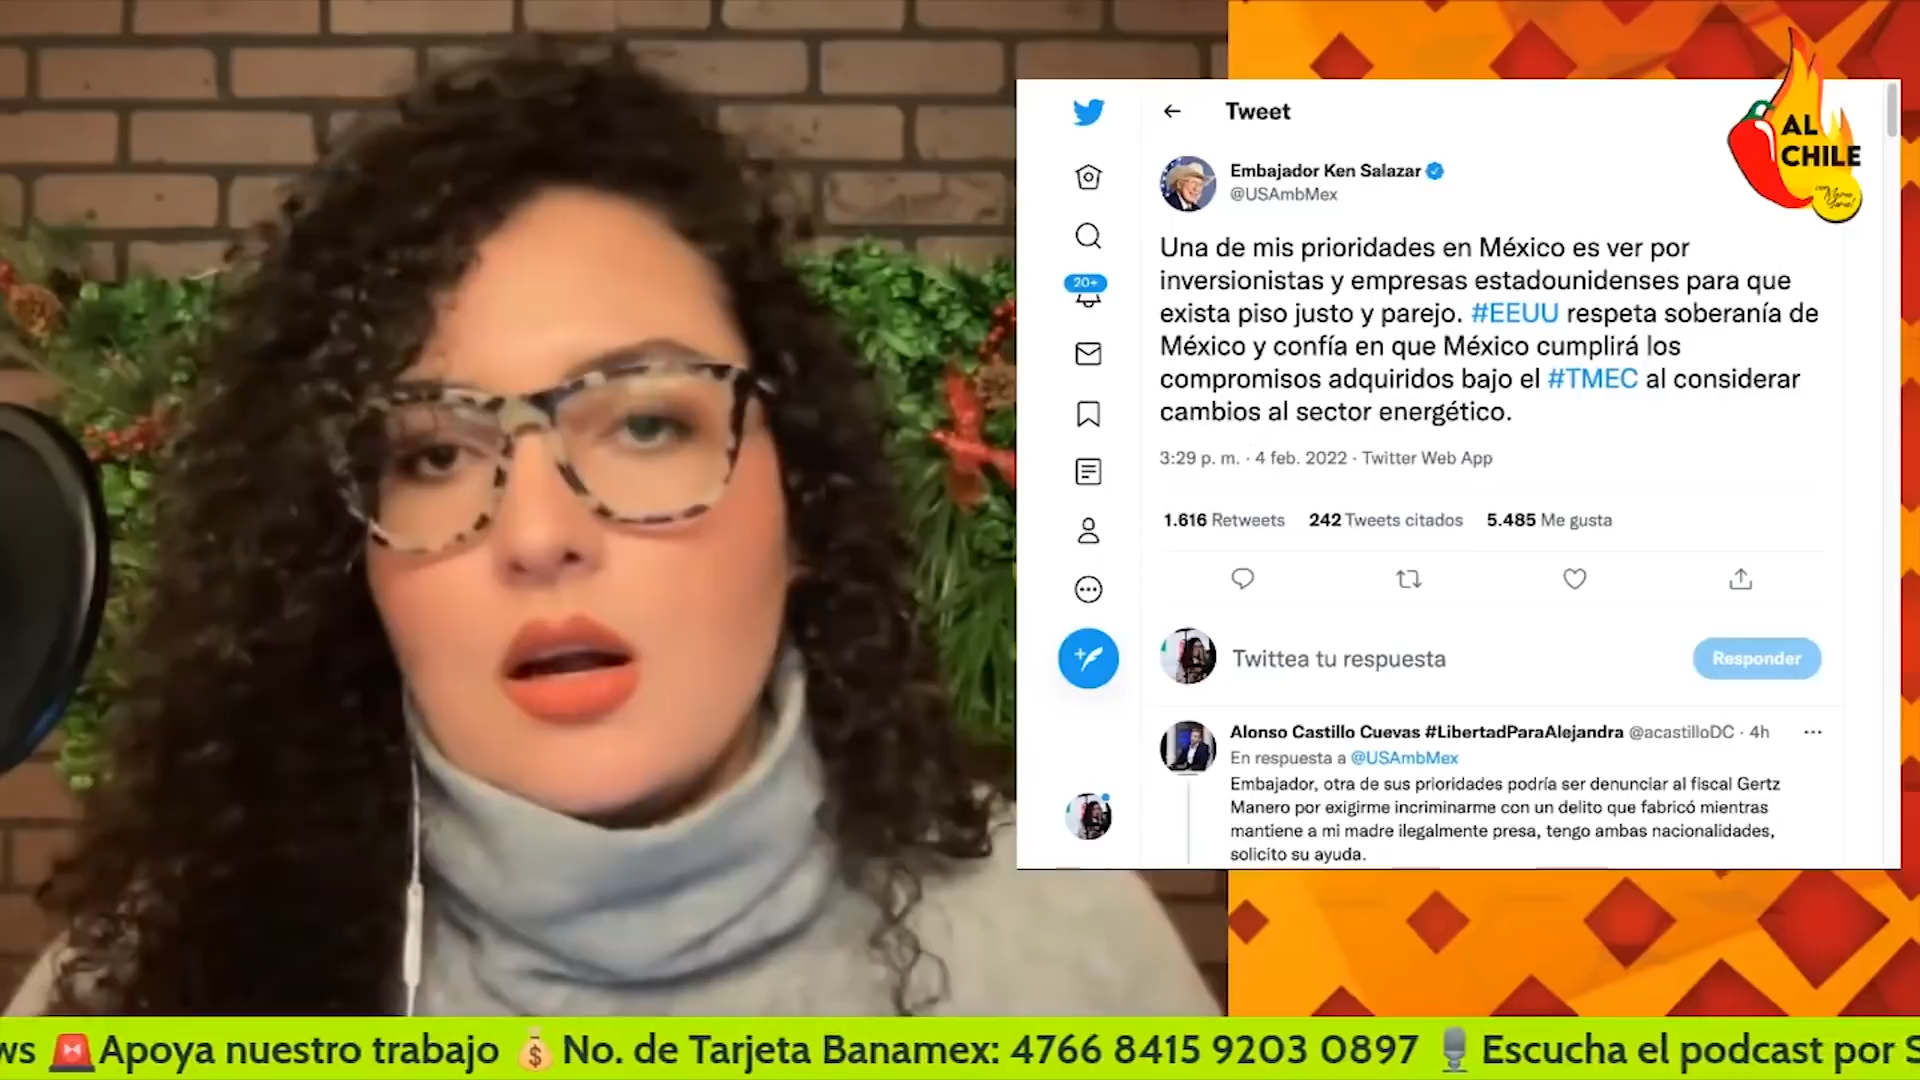 Tweet
AL
CHILE
Embajador Ken Salazar
@USAmbMex
Una de mis prioridades en México es ver por
inversionistas y empresas estadounidenses para que
exista piso justo y parejo. #EEUU respeta soberanía de
México y confía en que México cumplirá los
compromisos adquiridos bajo el #TMEC al considerar
cambios al sector energético.
20+
3:29 p. m. · 4 feb. 2022 · Twitter Web App
1.616 Retweets 242 Tweets citados 5.485 Me gusta
Twittea tu respuesta
Responder
Alonso Castillo Cuevas #LibertadParaAlejandra @acastilloDC · 4h
En respuesta a @USAmbMex
Embajador, otra de sus prioridades podría ser denunciar al fiscal Gertz
Manero por exigirme incriminarme con un delito que fabricó mientras
mantiene a mi madre ilegalmente presa, tengo ambas nacionalidades,
solicito su ayuda.
ws 🚨Apoya nuestro trabajo 💰No. de Tarjeta Banamex: 4766 8415 9203 0897 🎙️Escucha el podcast por S